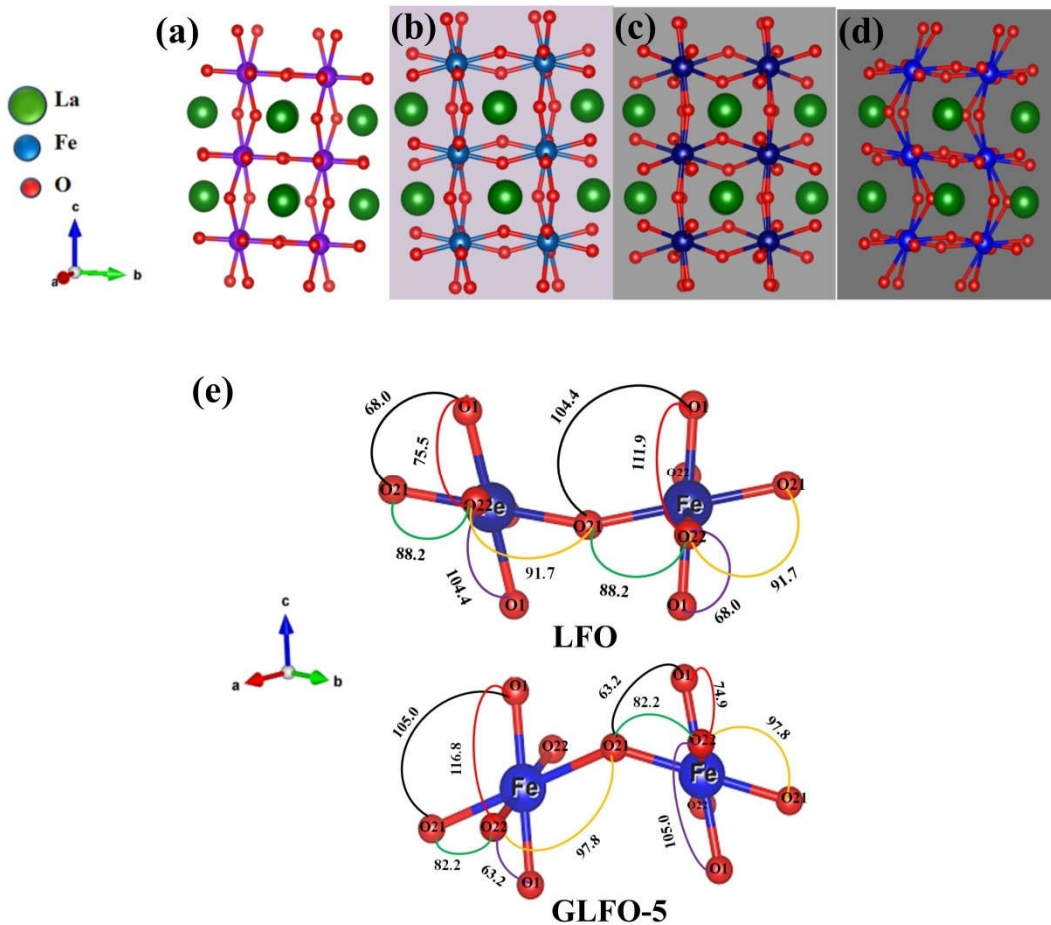 (a)
(b)
(c)
(d)
La
Fe
O
c
a
b
(e)
68.0
O1
104.4
O1
75.5
111.9
O22
O21
O21
O22
Fe
Fe
O21
O22
88.2
91.7
88.2
91.7
104.4
O1
O1
68.0
LFO
c
a
b
O1
63.2
O1
74.9
105.0
82.2
97.8
116.8
O22
O21
O22
Fe
Fe
O21
O22
O22
O21
105.0
82.2
63.2
97.8
O1
O1
GLFO-5